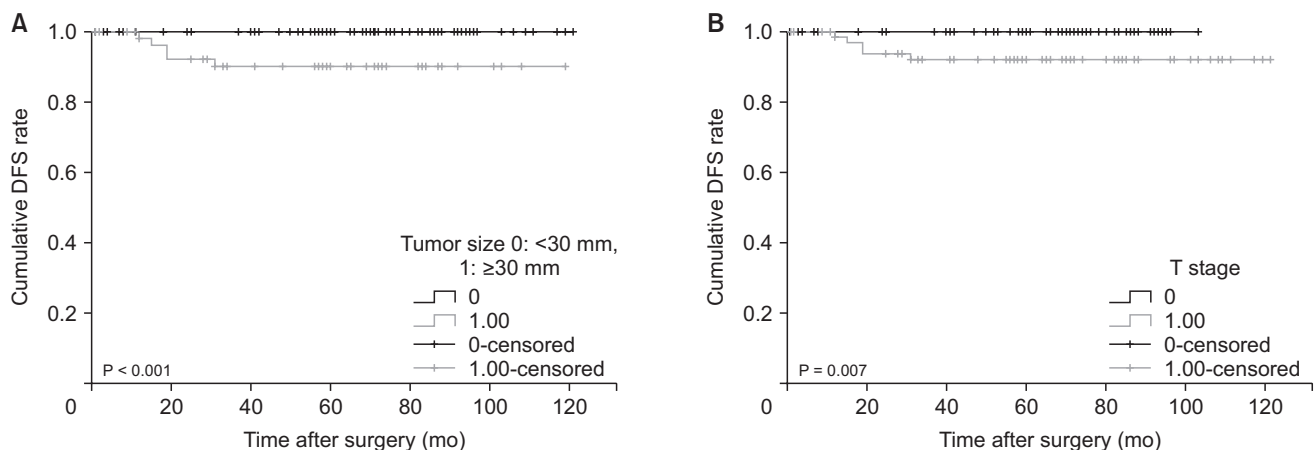 A
Cumulative DFS rate
1.0
0.8
0.6
0.4
0.2
0
20
40
60
80
100
120
Time after surgery (mo)
P < 0.001
Tumor size 0: <30 mm,
1: ≥30 mm
0
1.00
0-censored
1.00-censored
B
Cumulative DFS rate
1.0
0.8
0.6
0.4
0.2
0
20
40
60
80
100
120
Time after surgery (mo)
P = 0.007
T stage
0
1.00
0-censored
1.00-censored